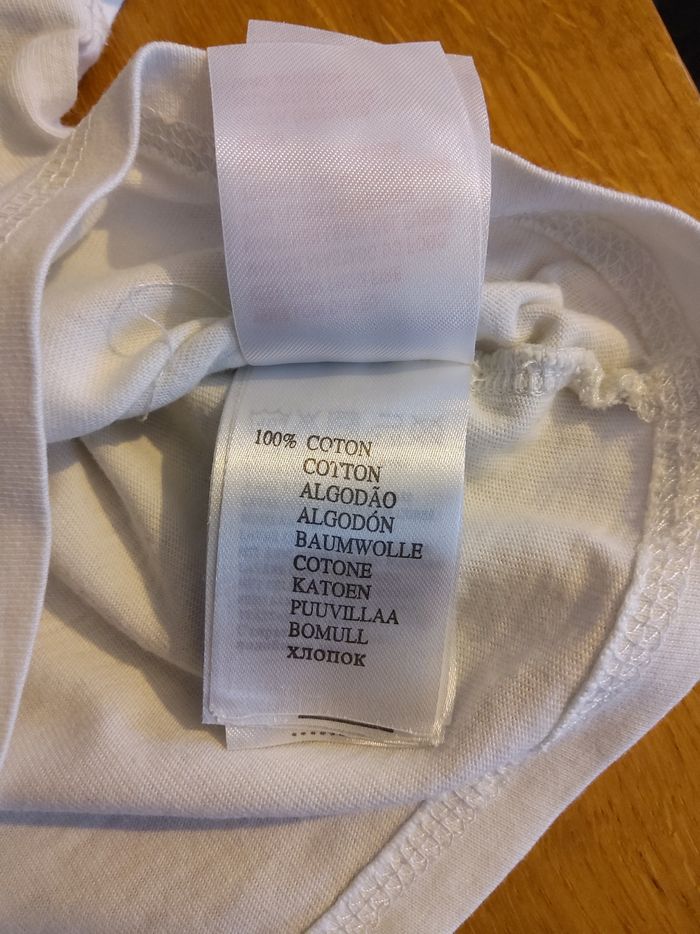 100% COTON
COTTON
ALGODÃO
ALGODÓN
BAUMWOLLE
COTONE
KATOEN
PUUVILLAA
BOMULL
ХЛОПОК